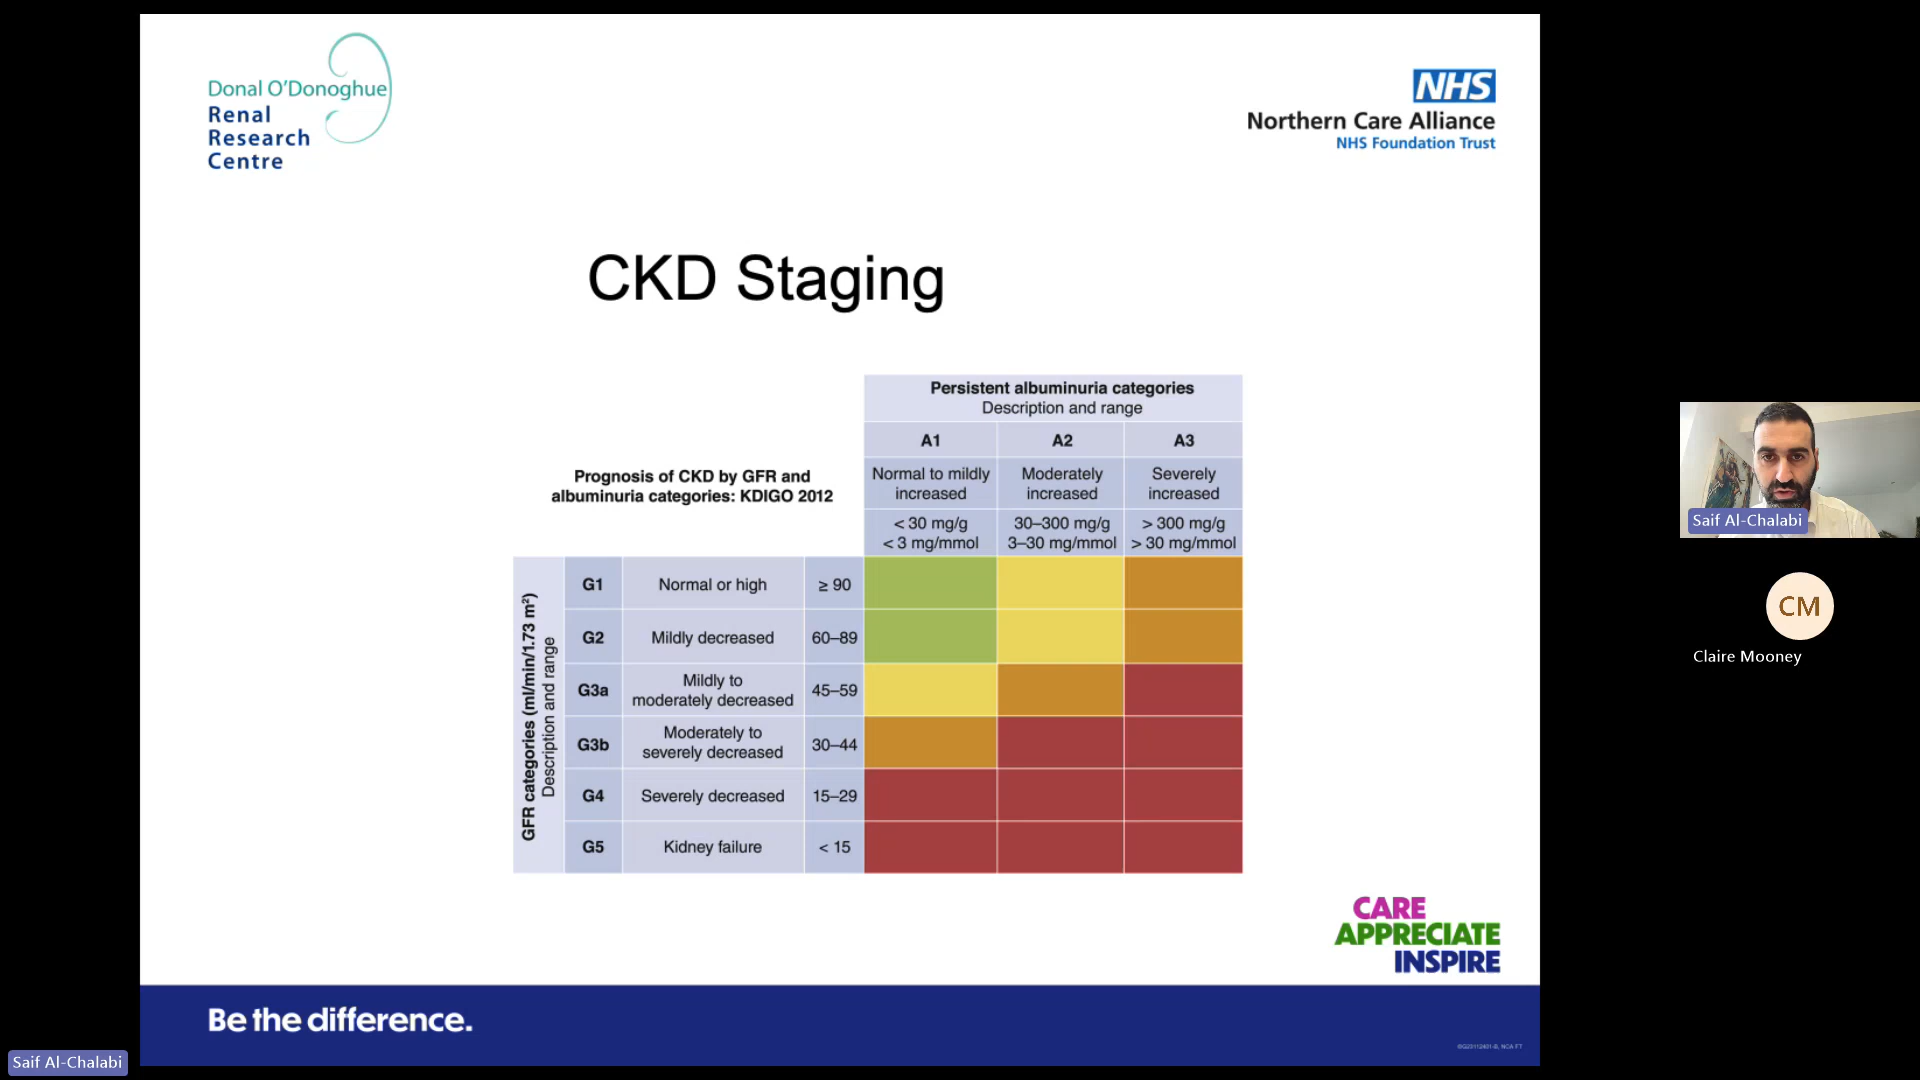 Donal O'Donoghue
Renal
Research
Centre
NHS
Northern Care Alliance
NHS Foundation Trust
CKD Staging
Persistent albuminuria categories
Description and range
A1 A2 A3
Prognosis of CKD by GFR and
albuminuria categories: KDIGO 2012
Normal to mildly
increased
Moderately
increased
Severely
increased
< 30 mg/g
< 3 mg/mmol
30–300 mg/g
3–30 mg/mmol
> 300 mg/g
> 30 mg/mmol
GFR categories (ml/min/1.73 m²)
Description and range
G1 Normal or high ≥ 90
G2 Mildly decreased 60–89
G3a Mildly to
moderately decreased 45–59
G3b Moderately to
severely decreased 30–44
G4 Severely decreased 15–29
G5 Kidney failure < 15
CARE
APPRECIATE
INSPIRE
Be the difference.
Saif Al-Chalabi
Saif Al-Chalabi
CM
Claire Mooney